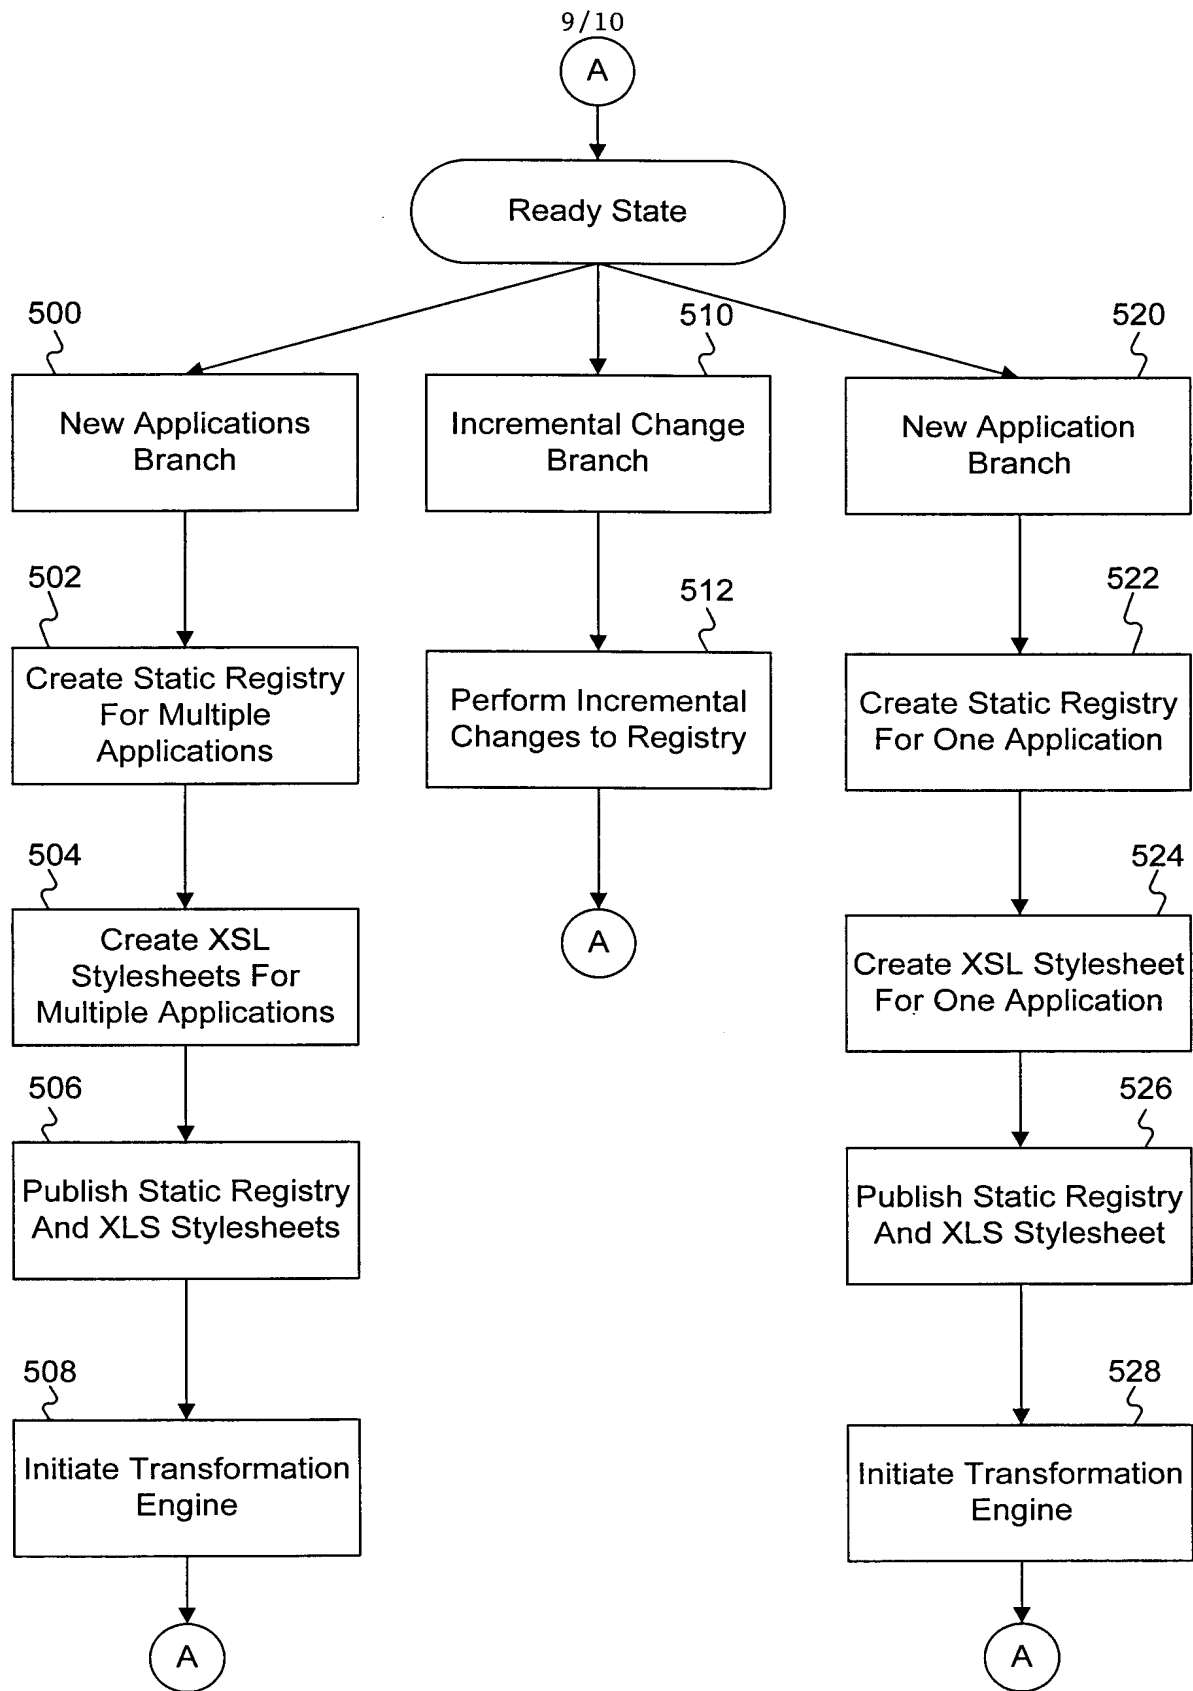 9/10
A
Ready State
500
510
520
New Applications
Branch
Incremental Change
Branch
New Application
Branch
502
512
522
Create Static Registry
For Multiple
Applications
Perform Incremental
Changes to Registry
Create Static Registry
For One Application
504
524
Create XSL
Stylesheets For
Multiple Applications
A
Create XSL Stylesheet
For One Application
506
526
Publish Static Registry
And XLS Stylesheets
Publish Static Registry
And XLS Stylesheet
508
528
Initiate Transformation
Engine
Initiate Transformation
Engine
A
A